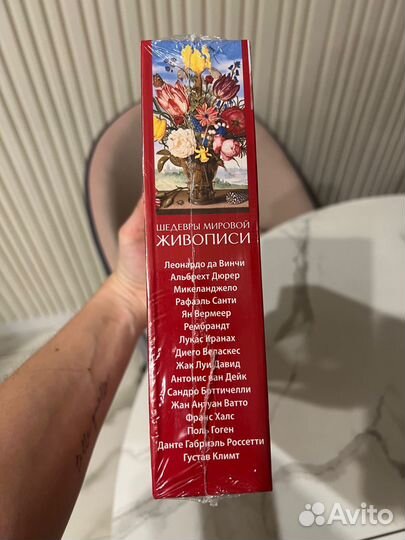 ШЕДЕВРЫ МИРОВОЙ
ЖИВОПИСИ
Леонардо да Винчи
Альбрехт Дюрер
Микеланджело
Рафаэль Санти
Ян Вермеер
Рембрандт
Лукас Кранах
Диего Веласкес
Жак Луи Давид
Антонис ван Дейк
Сандро Боттичелли
Жан Антуан Ватто
Франс Халс
Поль Гоген
Данте Габриэль Россетти
Густав Климт
Avito